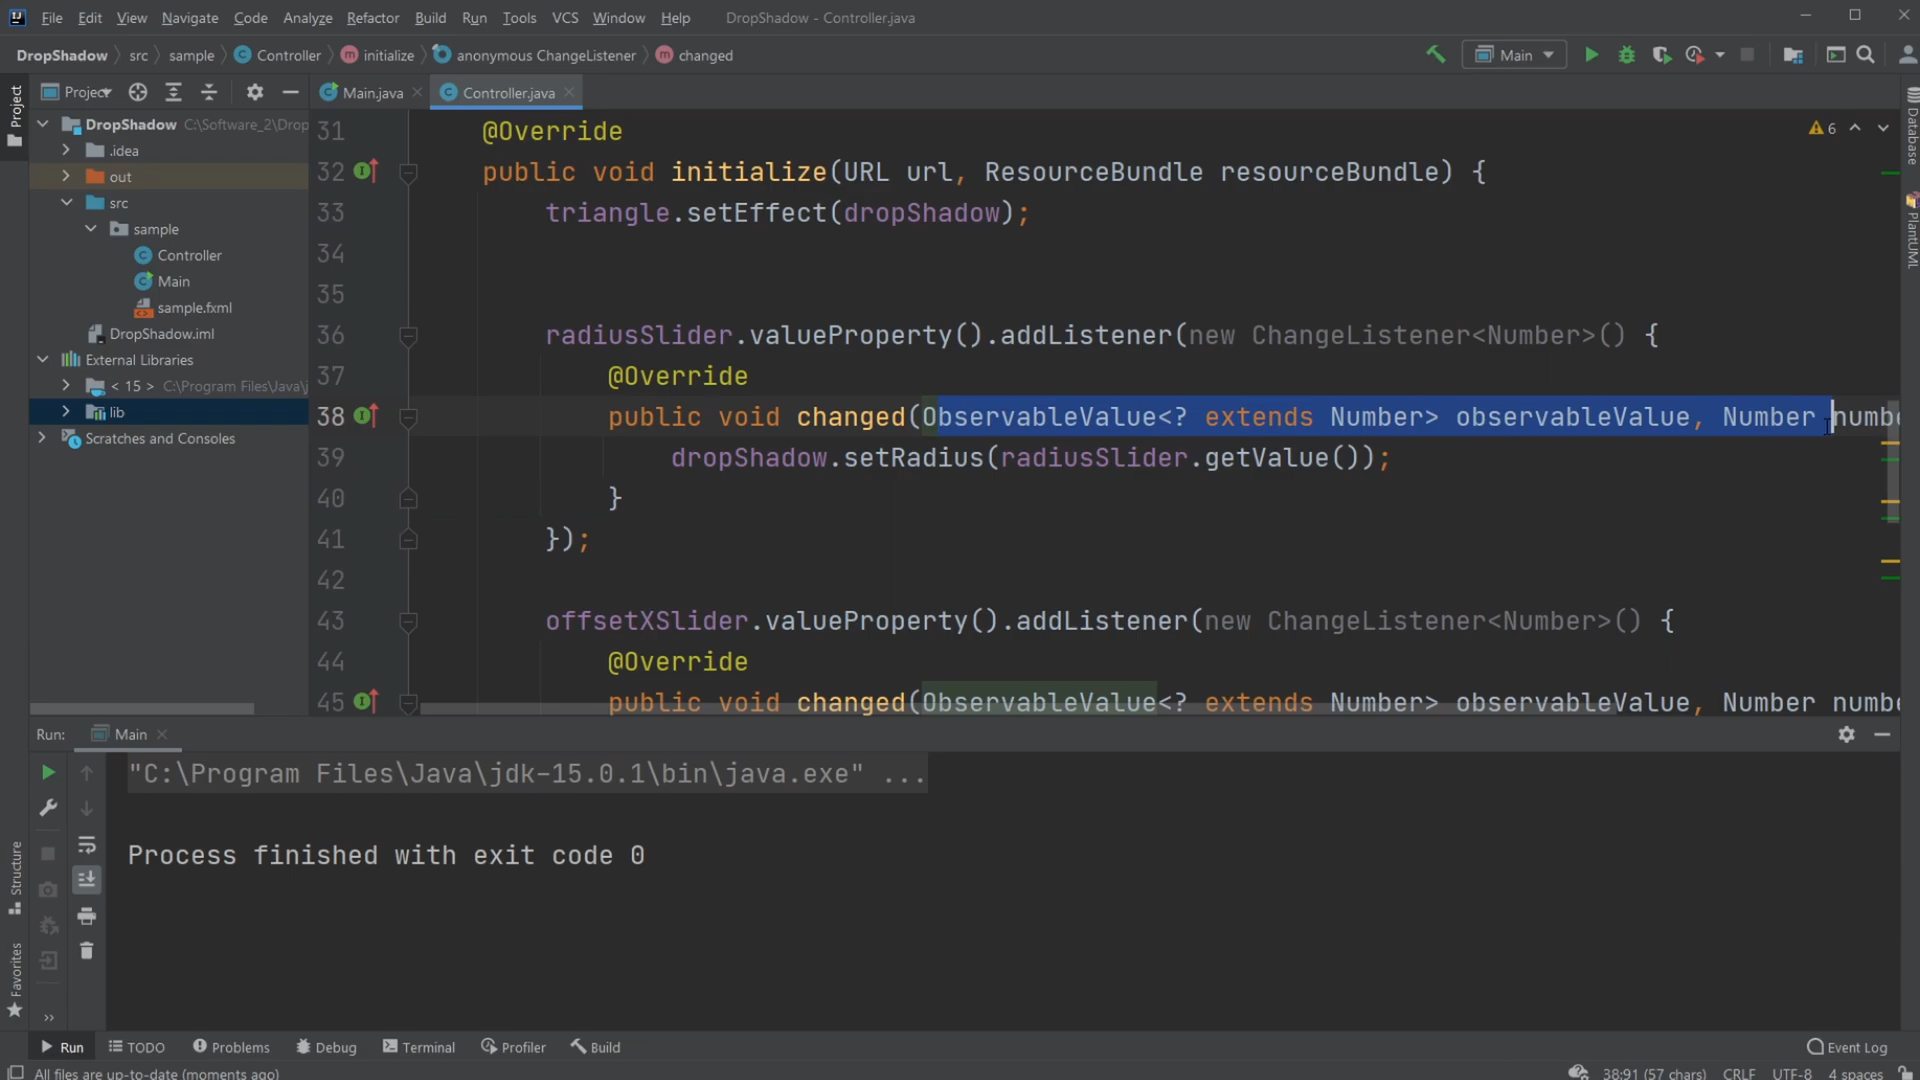 File Edit View Navigate Code Analyze Refactor Build Run Tools VCS Window Help DropShadow - Controller.java
DropShadow src sample Controller initialize anonymous ChangeListener changed Main
Project Main.java Controller.java
DropShadow C:\Software_2\Drop
.idea
out
src
sample
Controller
Main
sample.fxml
DropShadow.iml
External Libraries
< 15 > C:\Program Files\Java\j
lib
Scratches and Consoles
6
31 @Override
32 public void initialize(URL url, ResourceBundle resourceBundle) {
33 triangle.setEffect(dropShadow);
34
35
36 radiusSlider.valueProperty().addListener(new ChangeListener<Number>() {
37 @Override
38 public void changed(ObservableValue<? extends Number> observableValue, Number numbe
39 dropShadow.setRadius(radiusSlider.getValue());
40 }
41 });
42
43 offsetXSlider.valueProperty().addListener(new ChangeListener<Number>() {
44 @Override
45 public void changed(ObservableValue<? extends Number> observableValue, Number numbe
Project
Structure
Favorites
Database
PlantUML
Run: Main
"C:\Program Files\Java\jdk-15.0.1\bin\java.exe" ...
Process finished with exit code 0
Run TODO Problems Debug Terminal Profiler Build Event Log
All files are up-to-date (moments ago) 38:91 (57 chars) CRLF UTF-8 4 spaces